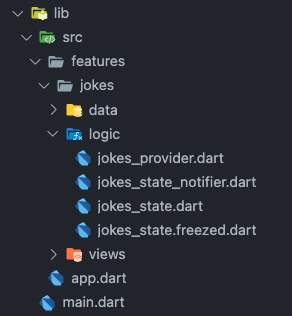 lib
src
features
jokes
data
logic
jokes_provider.dart
jokes_state_notifier.dart
jokes_state.dart
jokes_state.freezed.dart
views
app.dart
main.dart